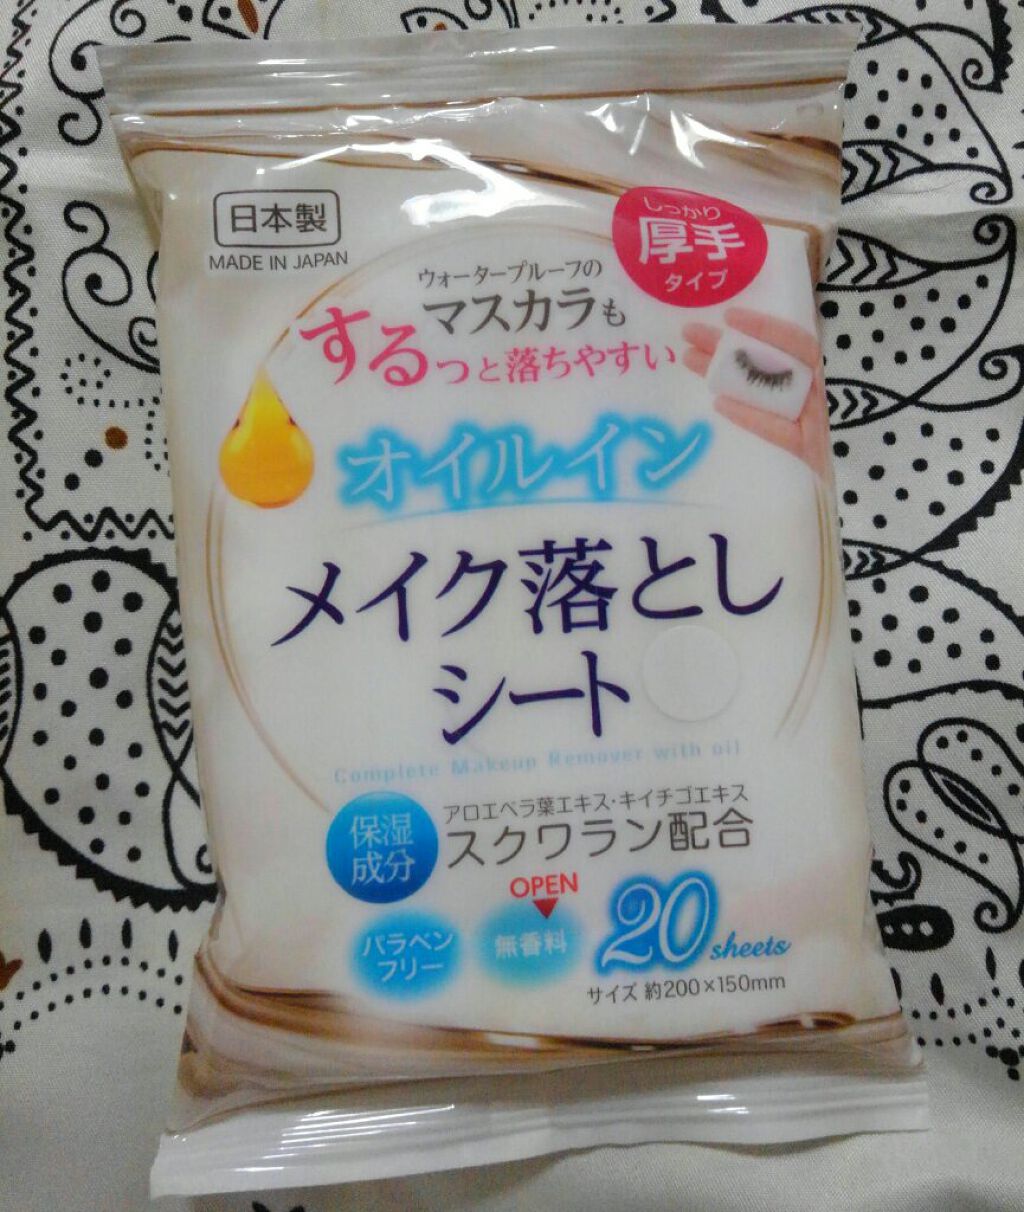 日本製
MADE IN JAPAN
しっかり
厚手
タイプ
ウォータープルーフの
マスカラも
するっと落ちやすい
オイルイン
メイク落とし
シート
Complete Makeup Remover with oil
保湿
成分
アロエベラ葉エキス・キイチゴエキス
スクワラン配合
OPEN
パラベン
フリー
無香料
20 sheets
サイズ 約200×150mm